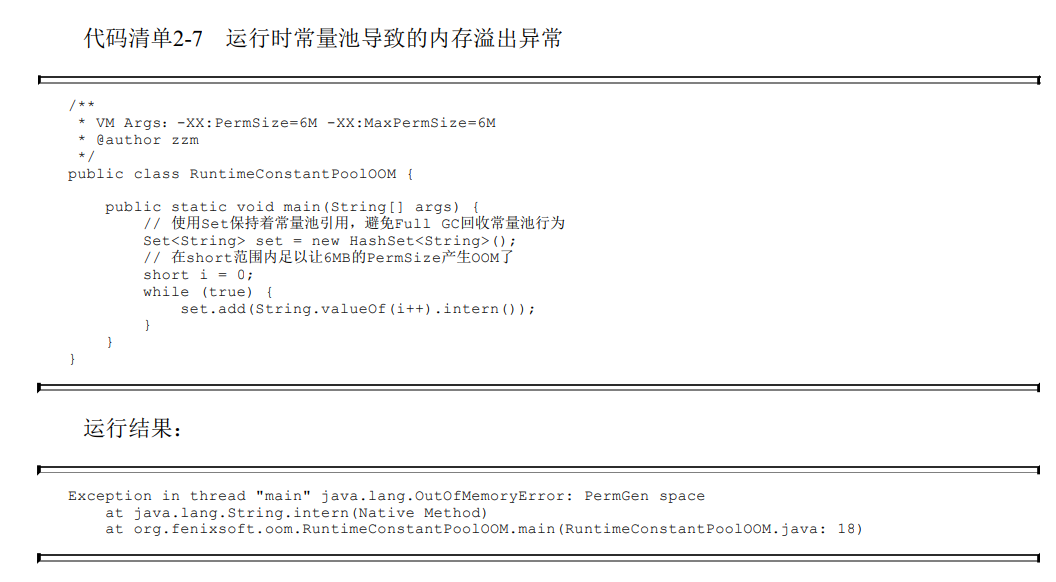 代码清单2-7 运行时常量池导致的内存溢出异常
/**
 * VM Args：-XX:PermSize=6M -XX:MaxPermSize=6M
 * @author zzm
 */
public class RuntimeConstantPoolOOM {
    public static void main(String[] args) {
        // 使用Set保持着常量池引用，避免Full GC回收常量池行为
        Set<String> set = new HashSet<String>();
        // 在short范围内足以让6MB的PermSize产生OOM了
        short i = 0;
        while (true) {
            set.add(String.valueOf(i++).intern());
        }
    }
}
运行结果：
Exception in thread "main" java.lang.OutOfMemoryError: PermGen space
    at java.lang.String.intern(Native Method)
    at org.fenixsoft.oom.RuntimeConstantPoolOOM.main(RuntimeConstantPoolOOM.java: 18)